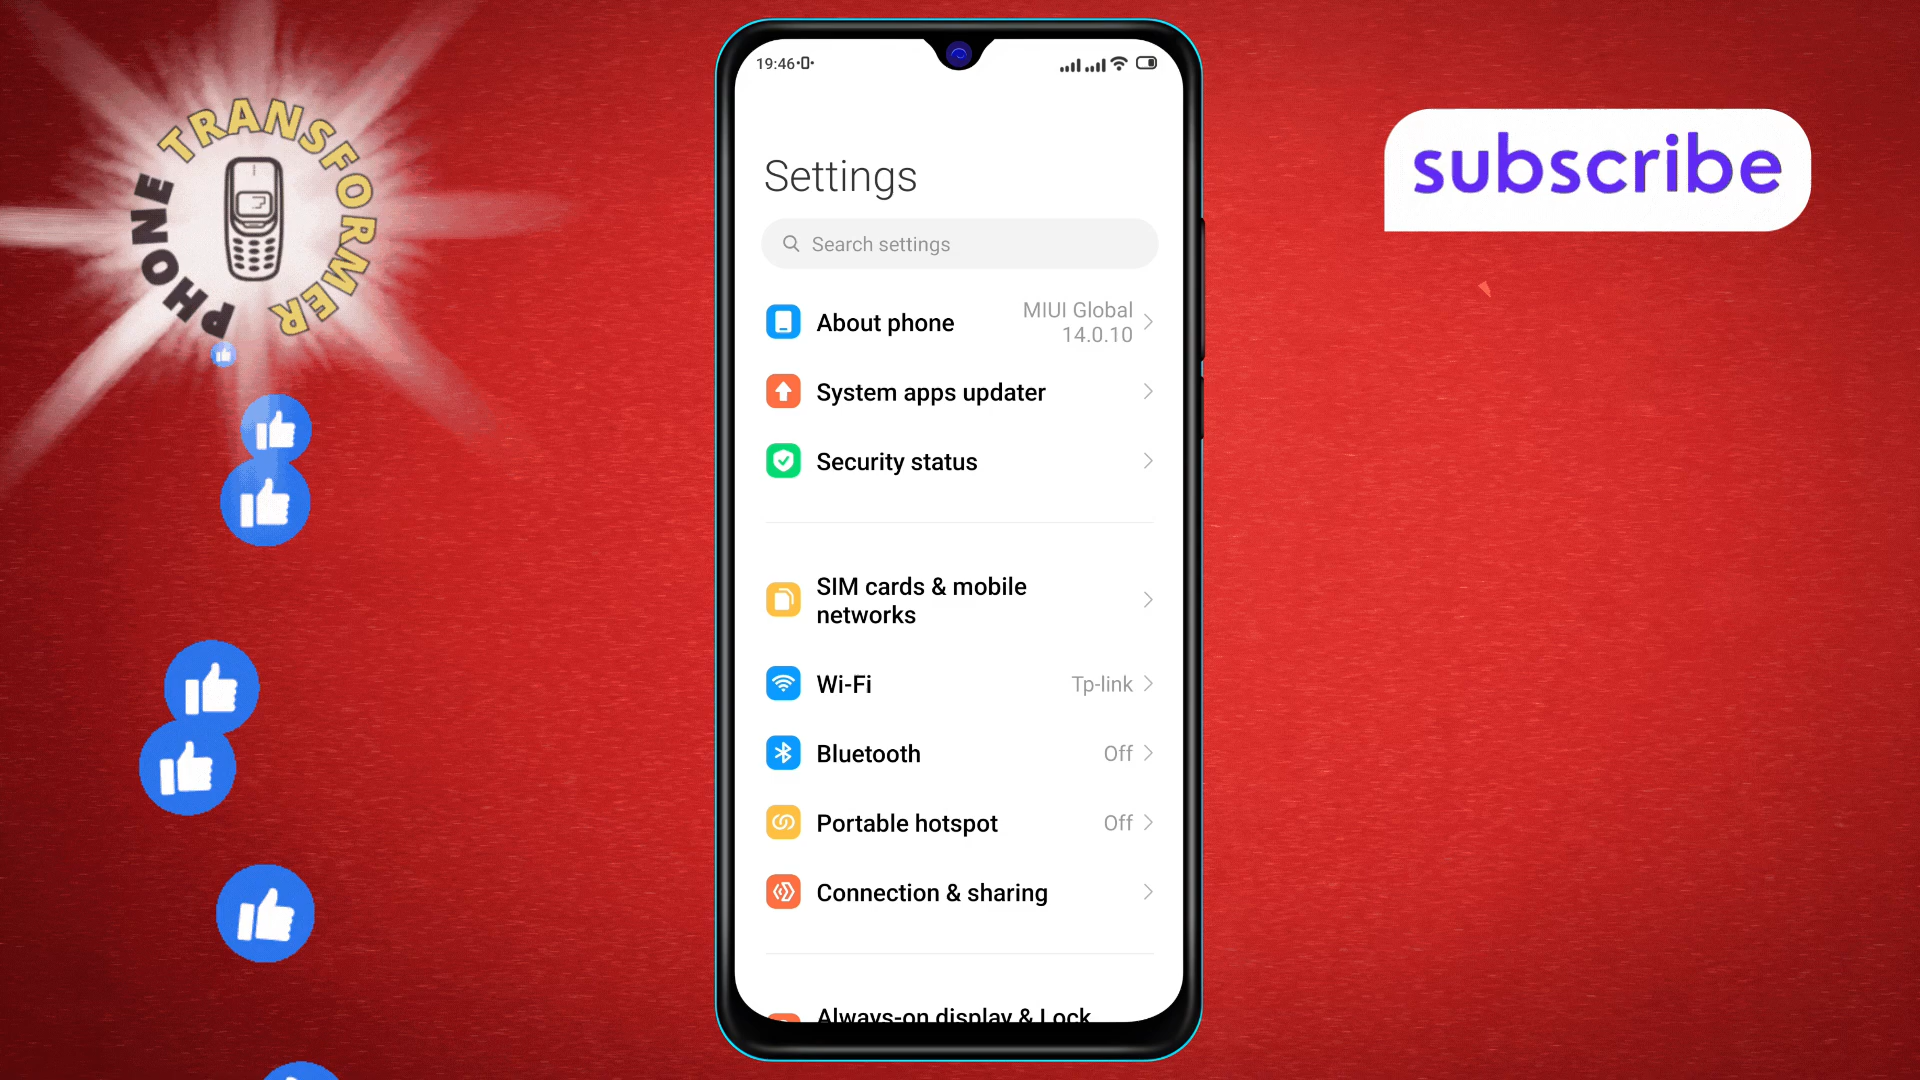 PHONE TRANSFORMER
19:46
Settings
Search settings
About phone
MIUI Global
14.0.10
System apps updater
Security status
SIM cards & mobile
networks
Wi-Fi
Tp-link
Bluetooth
Off
Portable hotspot
Off
Connection & sharing
Always-on display & Lock
subscribe